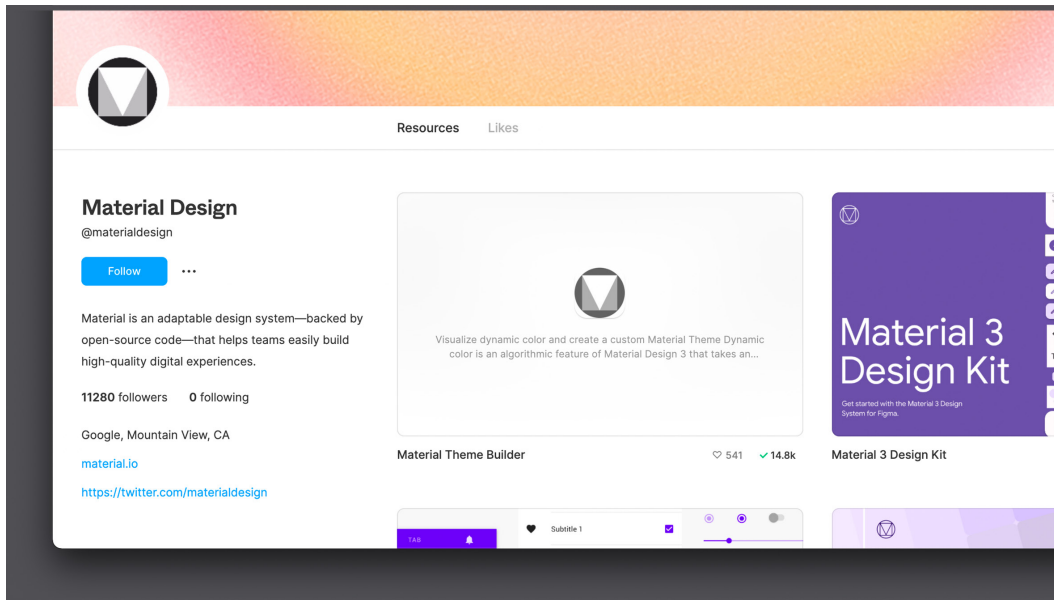 Resources Likes
Material Design
@materialdesign
Follow
Material is an adaptable design system—backed by
open-source code—that helps teams easily build
high-quality digital experiences.
11280 followers 0 following
Google, Mountain View, CA
material.io
https://twitter.com/materialdesign
Visualize dynamic color and create a custom Material Theme Dynamic
color is an algorithmic feature of Material Design 3 that takes an...
Material Theme Builder 541 14.8k
Material 3
Design Kit
Get started with the Material 3 Design
System for Figma.
Material 3 Design Kit
TAB
Subtitle 1